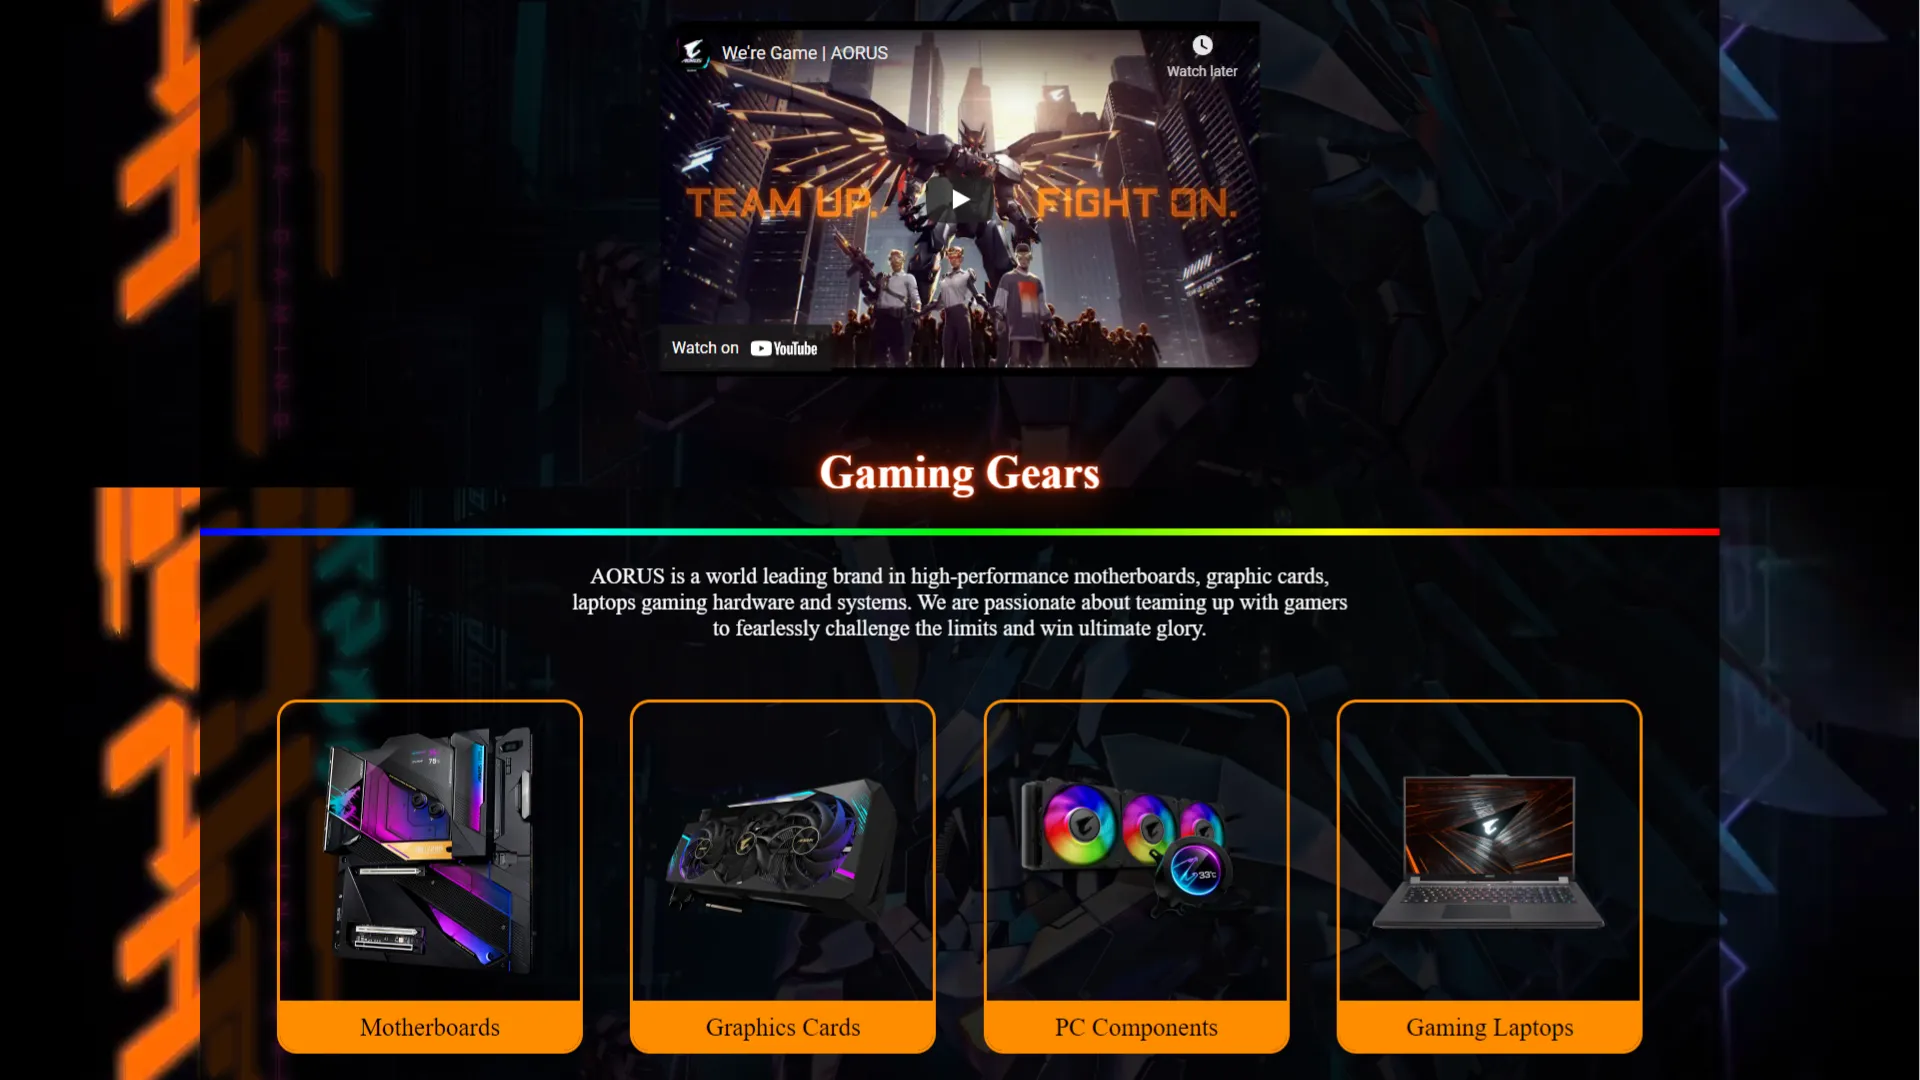 We're Game | AORUS
Watch later
TEAM UP. FIGHT ON.
Watch on YouTube
Gaming Gears
AORUS is a world leading brand in high-performance motherboards, graphic cards,
laptops gaming hardware and systems. We are passionate about teaming up with gamers
to fearlessly challenge the limits and win ultimate glory.
33°c
Motherboards
Graphics Cards
PC Components
Gaming Laptops